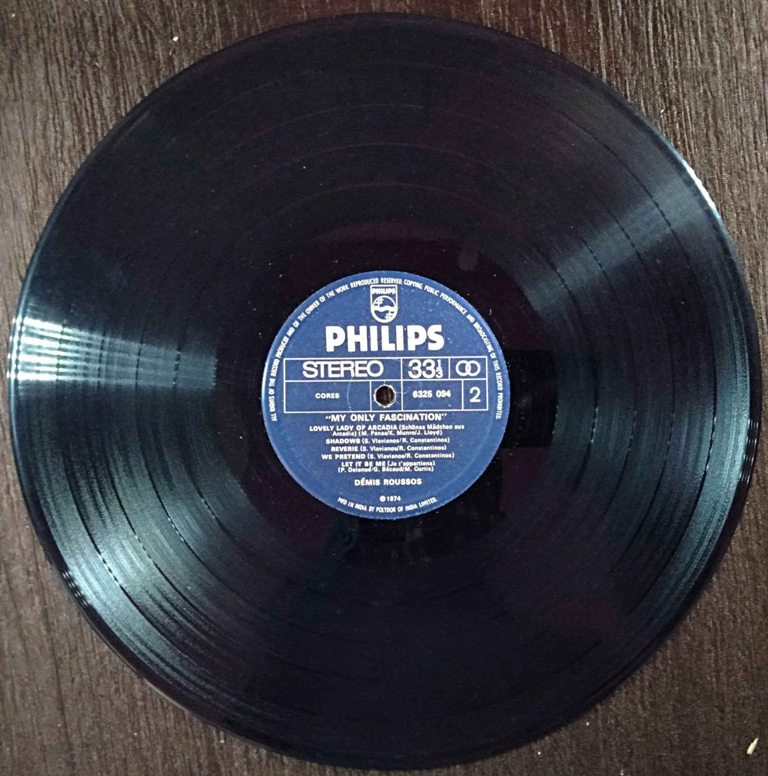 ALL RIGHTS OF THE RECORD PRODUCER AND OF THE OWNER OF THE WORK REPRODUCED RESERVED. COPYING, PUBLIC PERFORMANCE AND BROADCASTING OF THIS RECORD PROHIBITED.
PHILIPS
PHILIPS
STEREO 33 1/3
CORES 6325 094 2
"MY ONLY FASCINATION"
LOVELY LADY OF ARCADIA (Schönes Mädchen aus
Arcadia) (M. Panas/K. Munro/J. Lloyd)
SHADOWS (S. Vlavianos/R. Constantinos)
REVERIE (S. Vlavianos/R. Constantinos)
WE PRETEND (S. Vlavianos/R. Constantinos)
LET IT BE ME (Je t'appartiens)
(P. Delanoë/G. Bécaud/M. Curtis)
DÉMIS ROUSSOS
℗ 1974
MFD IN INDIA BY POLYDOR OF INDIA LIMITED.